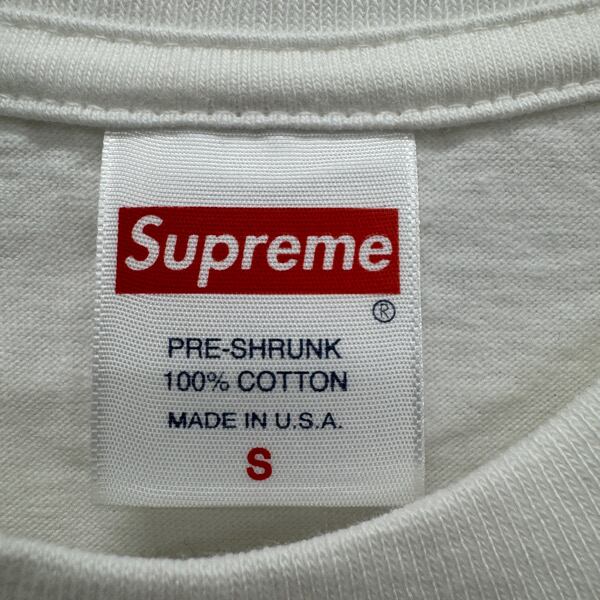 Supreme
®
PRE-SHRUNK
100% COTTON
MADE IN U.S.A.
S